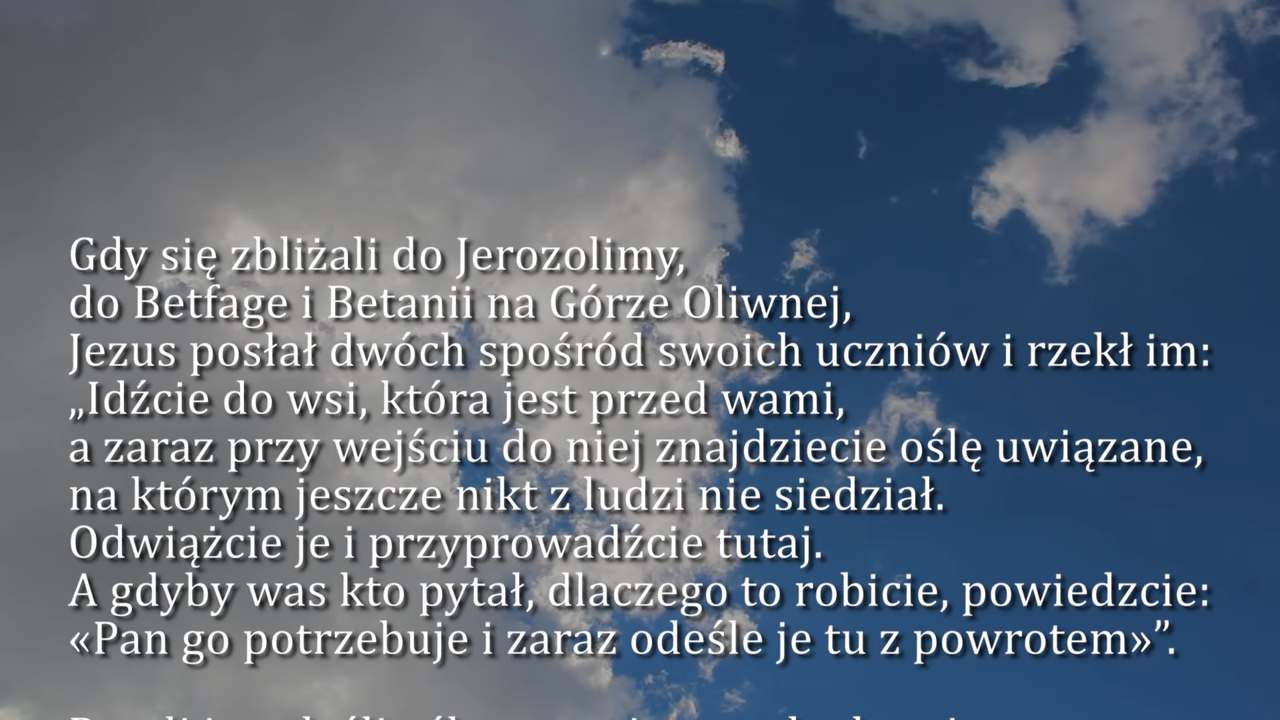 Gdy się zbliżali do Jerozolimy,
do Betfage i Betanii na Górze Oliwnej,
Jezus posłał dwóch spośród swoich uczniów i rzekł im:
„Idźcie do wsi, która jest przed wami,
a zaraz przy wejściu do niej znajdziecie oślę uwiązane,
na którym jeszcze nikt z ludzi nie siedział.
Odwiążcie je i przyprowadźcie tutaj.
A gdyby was kto pytał, dlaczego to robicie, powiedzcie:
«Pan go potrzebuje i zaraz odeśle je tu z powrotem»”.